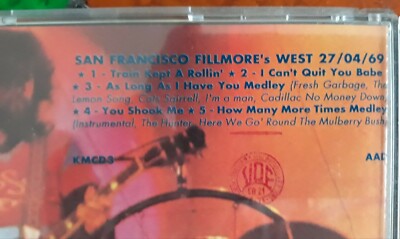 SAN FRANCISCO FILLMORE's WEST 27/04/69
★ 1 - Train Kept A Rollin' ★ 2 - I Can't Quit You Babe
★ 3 - As Long As I Have You Medley (Fresh Garbage, The
Lemon Song, Cat's Squirrell, I'm a man, Cadillac No Money Down,
★ 4 - You Shook Me ★ 5 - How Many More Times Medley
(Instrumental, The Hunter, Here We Go' Round The Mulberry Bush
KMCD3
AAD